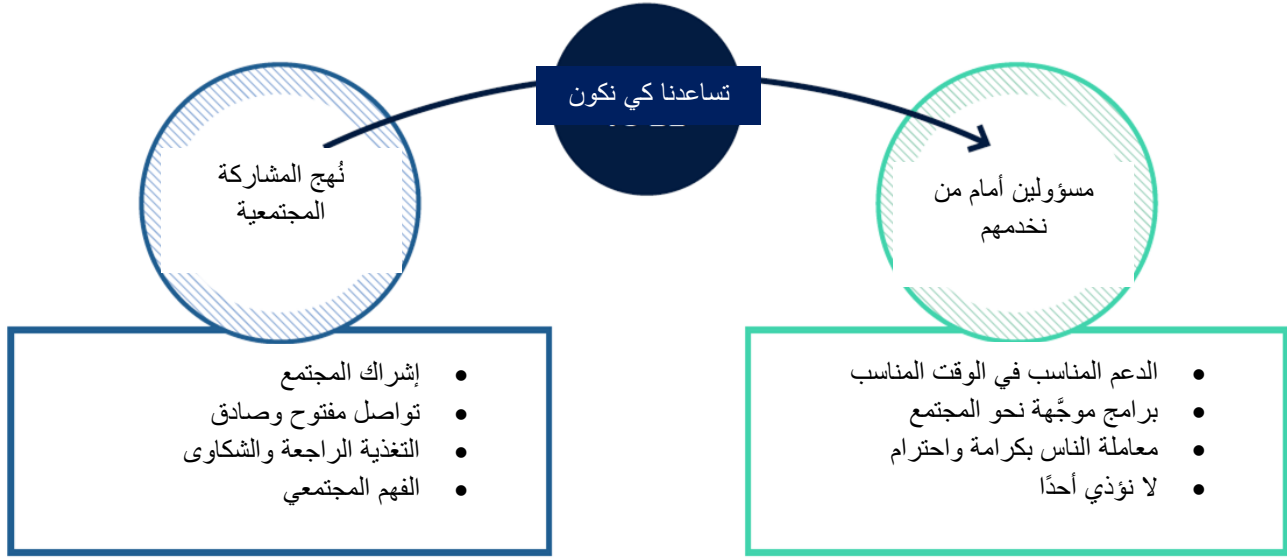 تساعدنا كي نكون
نُهج المشاركة
المجتمعية
مسؤولين أمام من
نخدمهم
• إشراك المجتمع
• تواصل مفتوح وصادق
• التغذية الراجعة والشكاوى
• الفهم المجتمعي
• الدعم المناسب في الوقت المناسب
• برامج موجَّهة نحو المجتمع
• معاملة الناس بكرامة واحترام
• لا نؤذي أحدًا